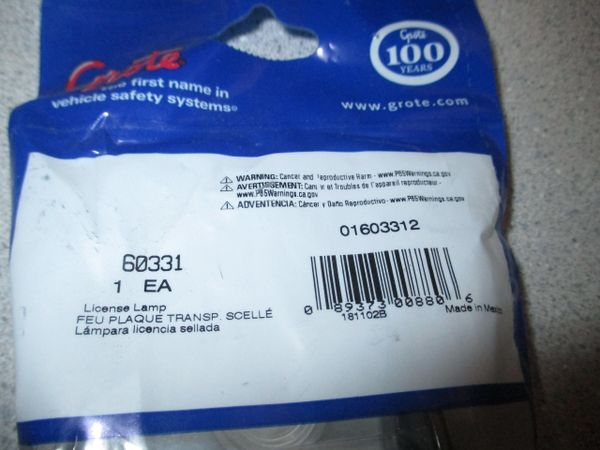 Grote
The first name in
vehicle safety systems®
Grote
100
YEARS
www.grote.com
WARNING: Cancer and Reproductive Harm - www.P65Warnings.ca.gov
AVERTISSEMENT: Cancer et Troubles de l'appareil reproducteur -
www.P65Warnings.ca.gov
ADVENTENCIA: Cáncer y Daño Reproductivo - www.P65Warnings.ca.gov
01603312
60331
1 EA
License Lamp
FEU PLAQUE TRANSP. SCELLÉ
Lámpara licencia sellada
0 89373 00880 6
181102B
Made in Mexico